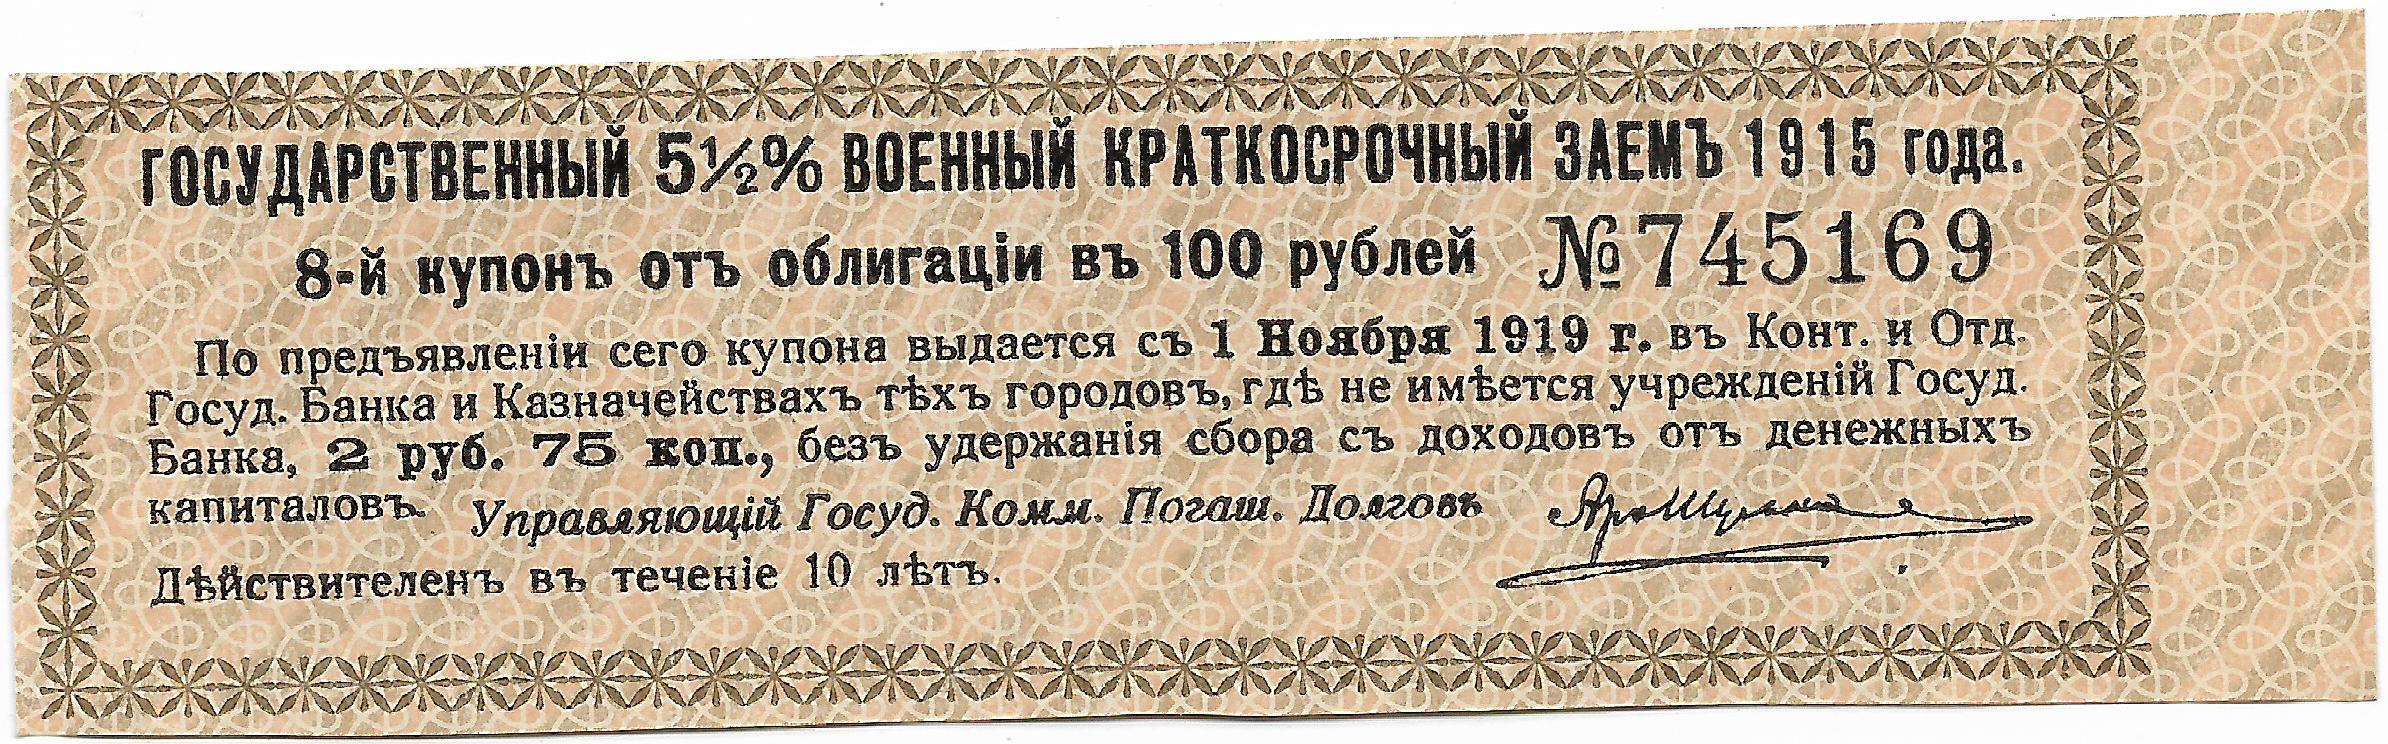 ГОСУДАРСТВЕННЫЙ 5½% ВОЕННЫЙ КРАТКОСРОЧНЫЙ ЗАЕМЪ 1915 года.
8-й купонъ отъ облигаціи въ 100 рублей №745169
По предъявленіи сего купона выдается съ 1 Ноября 1919 г. въ Конт. и Отд.
Госуд. Банка и Казначействахъ тѣхъ городовъ, гдѣ не имѣется учрежденій Госуд.
Банка, 2 руб. 75 коп., безъ удержанія сбора съ доходовъ отъ денежныхъ
капиталовъ. Управляющій Госуд. Комм. Погаш. Долговъ
Дѣйствителенъ въ теченіе 10 лѣтъ.